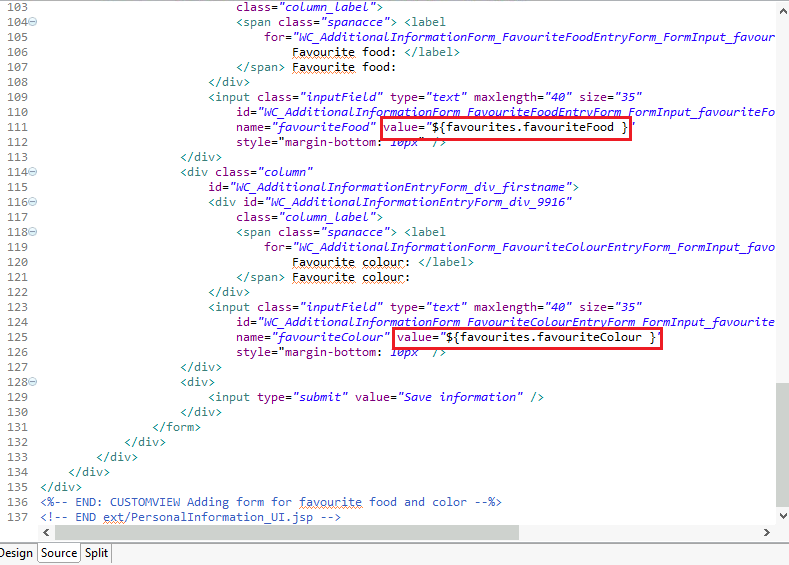 103 class="column_label">
104 <span class="spanacce"> <label
105 for="WC_AdditionalInformationForm_FavouriteFoodEntryForm_FormInput_favour
106 Favourite food: </label>
107 </span> Favourite food:
108 </div>
109 <input class="inputField" type="text" maxlength="40" size="35"
110 id="WC_AdditionalInformationForm_FavouriteFoodEntryForm_FormInput_favouriteFo
111 name="favouriteFood" value="${favourites.favouriteFood }"
112 style="margin-bottom: 10px" />
113 </div>
114 <div class="column"
115 id="WC_AdditionalInformationEntryForm_div_firstname">
116 <div id="WC_AdditionalInformationEntryForm_div_9916"
117 class="column_label">
118 <span class="spanacce"> <label
119 for="WC_AdditionalInformationForm_FavouriteColourEntryForm_FormInput_favo
120 Favourite colour: </label>
121 </span> Favourite colour:
122 </div>
123 <input class="inputField" type="text" maxlength="40" size="35"
124 id="WC_AdditionalInformationForm_FavouriteColourEntryForm_FormInput_favourite
125 name="favouriteColour" value="${favourites.favouriteColour }"
126 style="margin-bottom: 10px" />
127 </div>
128 <div>
129 <input type="submit" value="Save information" />
130 </div>
131 </form>
132 </div>
133 </div>
134 </div>
135 </div>
136 <%-- END: CUSTOMVIEW Adding form for favourite food and color --%>
137 <!-- END ext/PersonalInformation_UI.jsp -->
Design Source Split